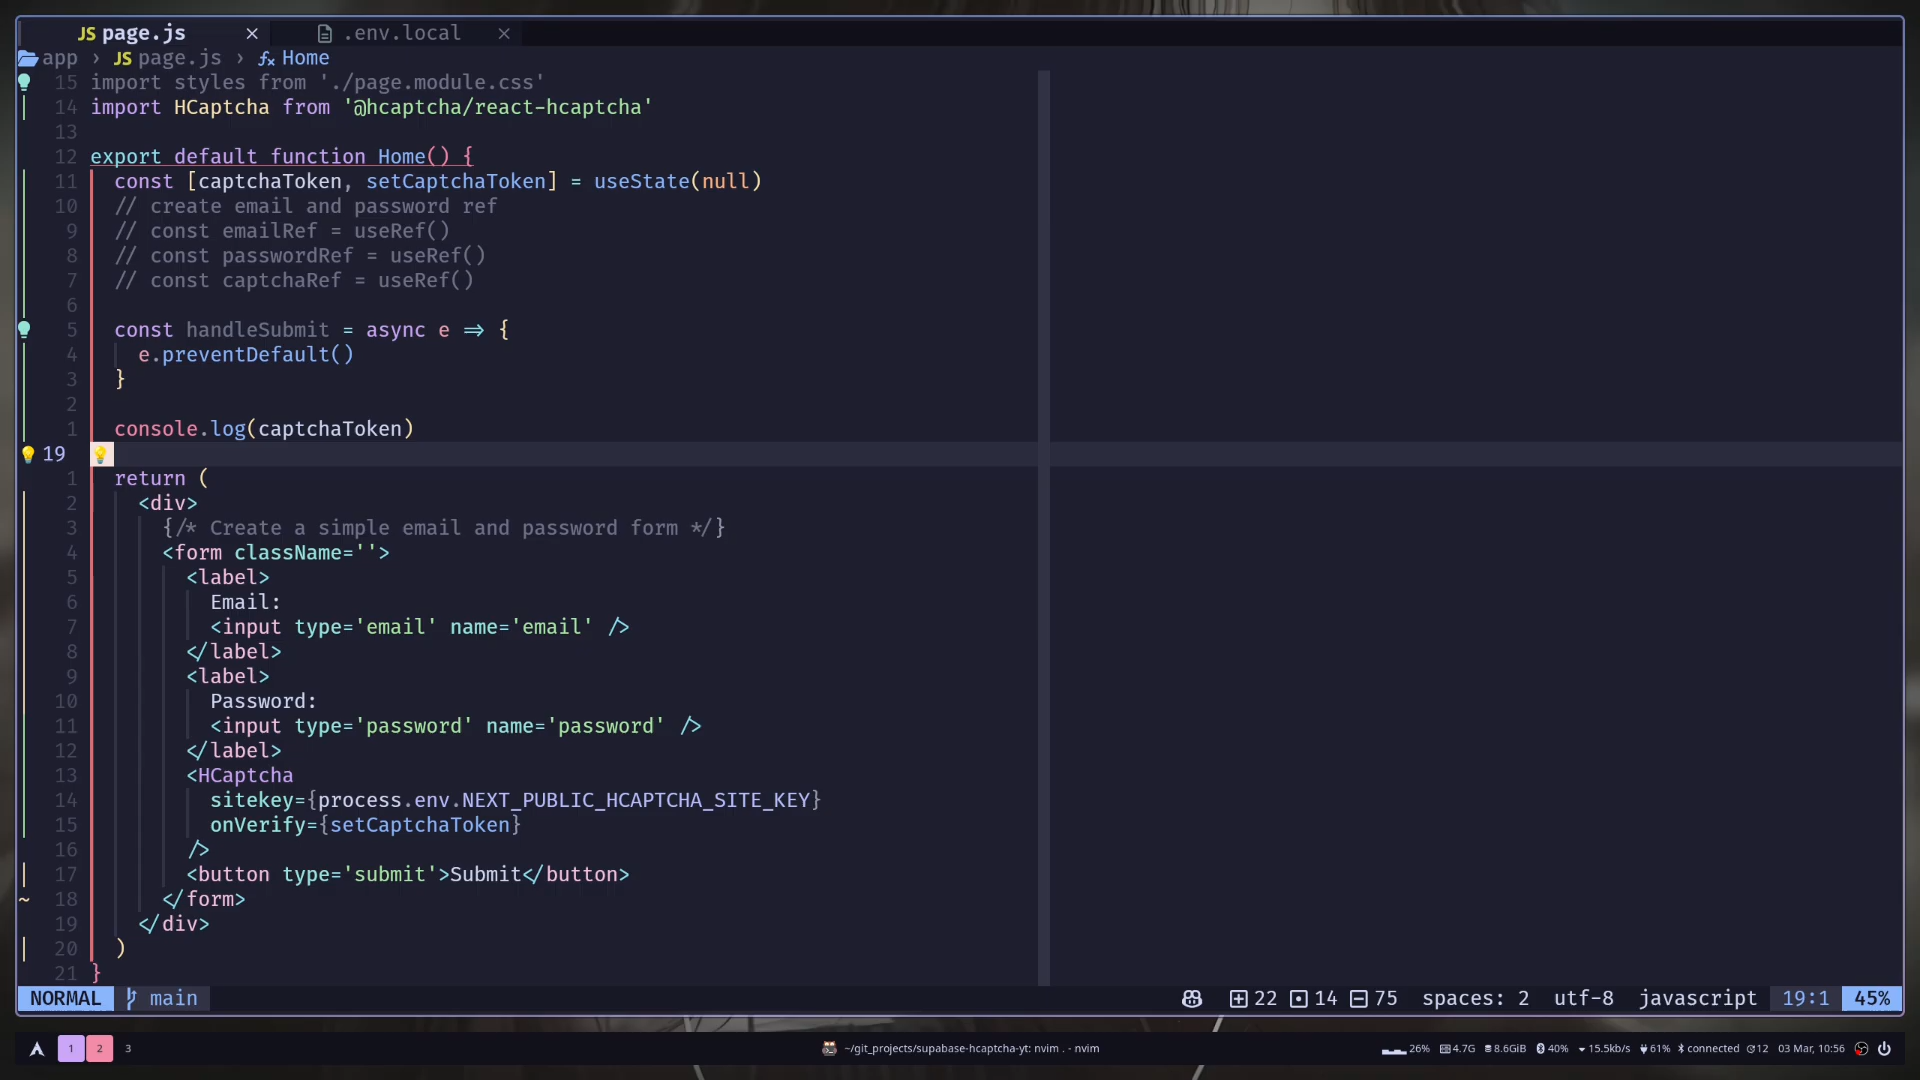 JS page.js × .env.local ×
app > JS page.js > fx Home
15 import styles from './page.module.css'
14 import HCaptcha from '@hcaptcha/react-hcaptcha'
13
12 export default function Home() {
11 const [captchaToken, setCaptchaToken] = useState(null)
10 // create email and password ref
9 // const emailRef = useRef()
8 // const passwordRef = useRef()
7 // const captchaRef = useRef()
6
5 const handleSubmit = async e => {
4 e.preventDefault()
3 }
2
1 console.log(captchaToken)
19
1 return (
2 <div>
3 {/* Create a simple email and password form */}
4 <form className=''>
5 <label>
6 Email:
7 <input type='email' name='email' />
8 </label>
9 <label>
10 Password:
11 <input type='password' name='password' />
12 </label>
13 <HCaptcha
14 sitekey={process.env.NEXT_PUBLIC_HCAPTCHA_SITE_KEY}
15 onVerify={setCaptchaToken}
16 />
17 <button type='submit'>Submit</button>
~ 18 </form>
19 </div>
20 )
21 }
NORMAL main 22 14 75 spaces: 2 utf-8 javascript 19:1 45%
1 2 3 ~/git_projects/supabase-hcaptcha-yt: nvim . - nvim 26% 4.7G 8.6GiB 40% 15.5kb/s 61% connected 12 03 Mar, 10:56